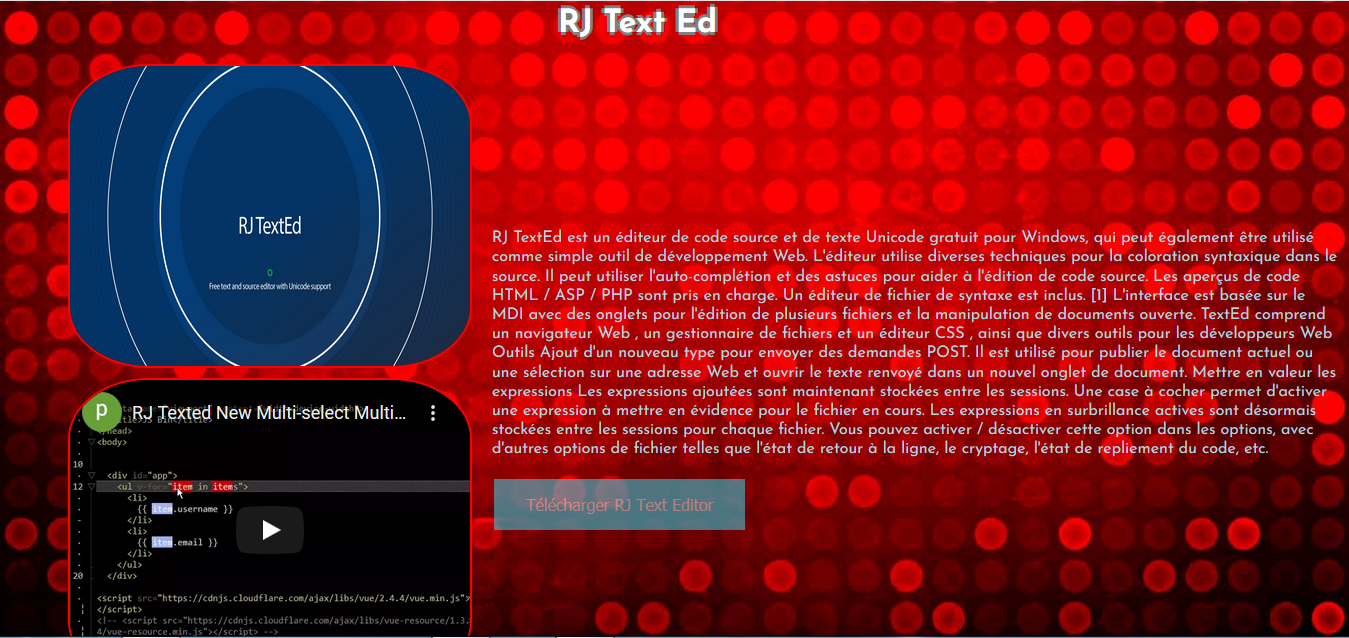 RJ Text Ed
RJ TextEd
Free text and source editor with Unicode support
RJ TextEd est un éditeur de code source et de texte Unicode gratuit pour Windows, qui peut également être utilisé
comme simple outil de développement Web. L'éditeur utilise diverses techniques pour la coloration syntaxique dans le
source. Il peut utiliser l'auto-complétion et des astuces pour aider à l'édition de code source. Les aperçus de code
HTML / ASP / PHP sont pris en charge. Un éditeur de fichier de syntaxe est inclus. [1] L'interface est basée sur le
MDI avec des onglets pour l'édition de plusieurs fichiers et la manipulation de documents ouverte. TextEd comprend
un navigateur Web , un gestionnaire de fichiers et un éditeur CSS , ainsi que divers outils pour les développeurs Web
Outils Ajout d'un nouveau type pour envoyer des demandes POST. Il est utilisé pour publier le document actuel ou
une sélection sur une adresse Web et ouvrir le texte renvoyé dans un nouvel onglet de document. Mettre en valeur les
expressions Les expressions ajoutées sont maintenant stockées entre les sessions. Une case à cocher permet d'activer
une expression à mettre en évidence pour le fichier en cours. Les expressions en surbrillance actives sont désormais
stockées entre les sessions pour chaque fichier. Vous pouvez activer / désactiver cette option dans les options, avec
d'autres options de fichier telles que l'état de retour à la ligne, le cryptage, l'état de repliement du code, etc.
Télécharger RJ Text Editor
p
RJ Texted New Multi-select Multi...
title>JS Bin</title>
</head>
<body>
10
<div id="app">
12 <ul v-for="item in items">
<li>
{{ item.username }}
</li>
<li>
{{ item.email }}
</li>
</ul>
20 </div>
<script src="https://cdnjs.cloudflare.com/ajax/libs/vue/2.4.4/vue.min.js">
</script>
<!-- <script src="https://cdnjs.cloudflare.com/ajax/libs/vue-resource/1.3.
4/vue-resource.min.js"></script> -->